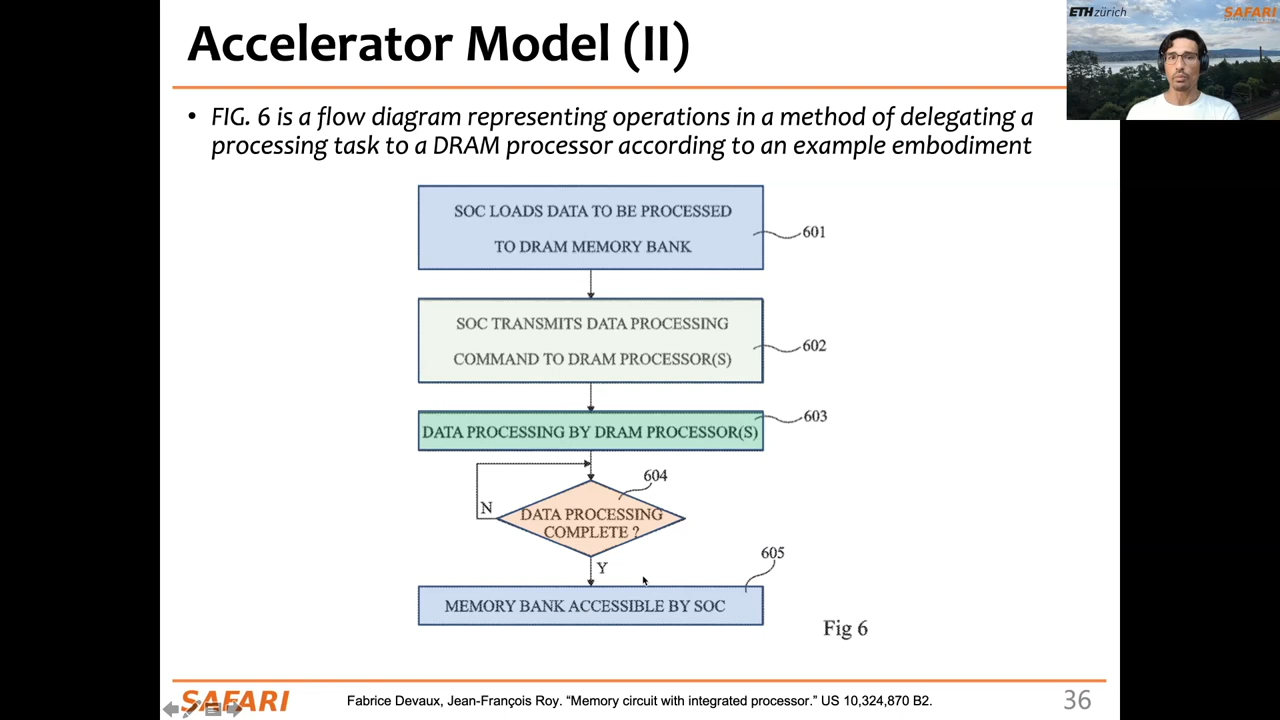 Accelerator Model (II)
ETH zürich
SAFARI
• FIG. 6 is a flow diagram representing operations in a method of delegating a
processing task to a DRAM processor according to an example embodiment
SOC LOADS DATA TO BE PROCESSED
TO DRAM MEMORY BANK
601
SOC TRANSMITS DATA PROCESSING
COMMAND TO DRAM PROCESSOR(S)
602
DATA PROCESSING BY DRAM PROCESSOR(S)
603
604
N
DATA PROCESSING
COMPLETE ?
Y
605
MEMORY BANK ACCESSIBLE BY SOC
Fig 6
SAFARI
Fabrice Devaux, Jean-François Roy. “Memory circuit with integrated processor.” US 10,324,870 B2.
36